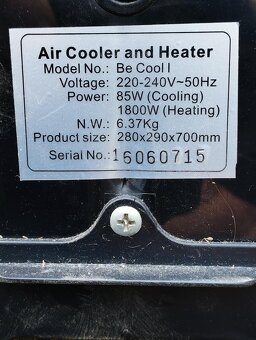 Air Cooler and Heater
Model No.: Be Cool I
Voltage: 220-240V~50Hz
Power: 85W (Cooling)
1800W (Heating)
N.W.: 6.37Kg
Product size: 280x290x700mm
Serial No.: 16060715